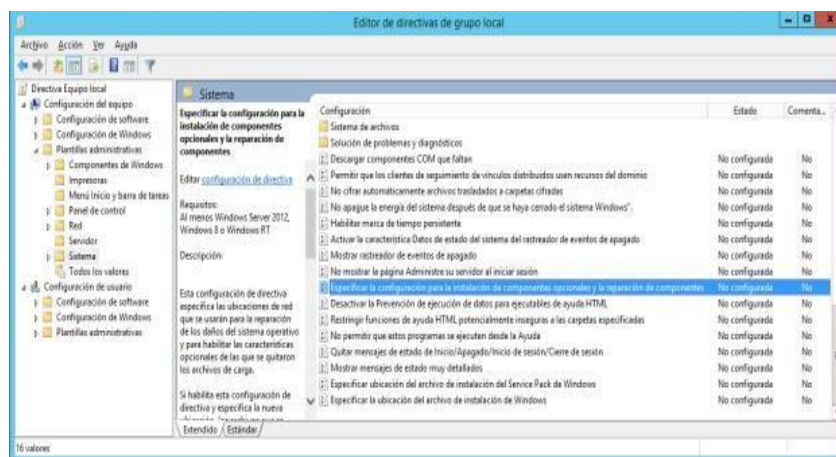 Editor de directivas de grupo local
Archivo Acción Ver Ayuda
Directiva Equipo local
Configuración del equipo
Configuración de software
Configuración de Windows
Plantillas administrativas
Componentes de Windows
Impresoras
Menú Inicio y barra de tareas
Panel de control
Red
Servidor
Sistema
Todos los valores
Configuración de usuario
Configuración de software
Configuración de Windows
Plantillas administrativas
Sistema
Especificar la configuración para la
instalación de componentes
opcionales y la reparación de
componentes
Editar configuración de directiva
Requisitos:
Al menos Windows Server 2012,
Windows 8 o Windows RT
Descripción:
Esta configuración de directiva
especifica las ubicaciones de red
que se usarán para la reparación
de los daños del sistema operativo
y para habilitar las características
opcionales de las que se quitaron
los archivos de carga.
Si habilita esta configuración de
directiva y especifica la nueva
Configuración Estado Comenta...
Sistema de archivos
Solución de problemas y diagnósticos
Descargar componentes COM que faltan No configurada No
Permitir que los clientes de seguimiento de vínculos distribuidos usen recursos del dominio No configurada No
No cifrar automáticamente archivos trasladados a carpetas cifradas No configurada No
No apague la energía del sistema después de que se haya cerrado el sistema Windows". No configurada No
Habilitar marca de tiempo persistente No configurada No
Activar la característica Datos de estado del sistema del rastreador de eventos de apagado No configurada No
Mostrar rastreador de eventos de apagado No configurada No
No mostrar la página Administre su servidor al iniciar sesión No configurada No
Especificar la configuración para la instalación de componentes opcionales y la reparación de componentes No configurada No
Desactivar la Prevención de ejecución de datos para ejecutables de ayuda HTML No configurada No
Restringir funciones de ayuda HTML potencialmente inseguras a las carpetas especificadas No configurada No
No permitir que estos programas se ejecuten desde la Ayuda No configurada No
Quitar mensajes de estado de Inicio/Apagado/Inicio de sesión/Cierre de sesión No configurada No
Mostrar mensajes de estado muy detallados No configurada No
Especificar ubicación del archivo de instalación del Service Pack de Windows No configurada No
Especificar la ubicación del archivo de instalación de Windows No configurada No
Extendido Estándar
16 valores